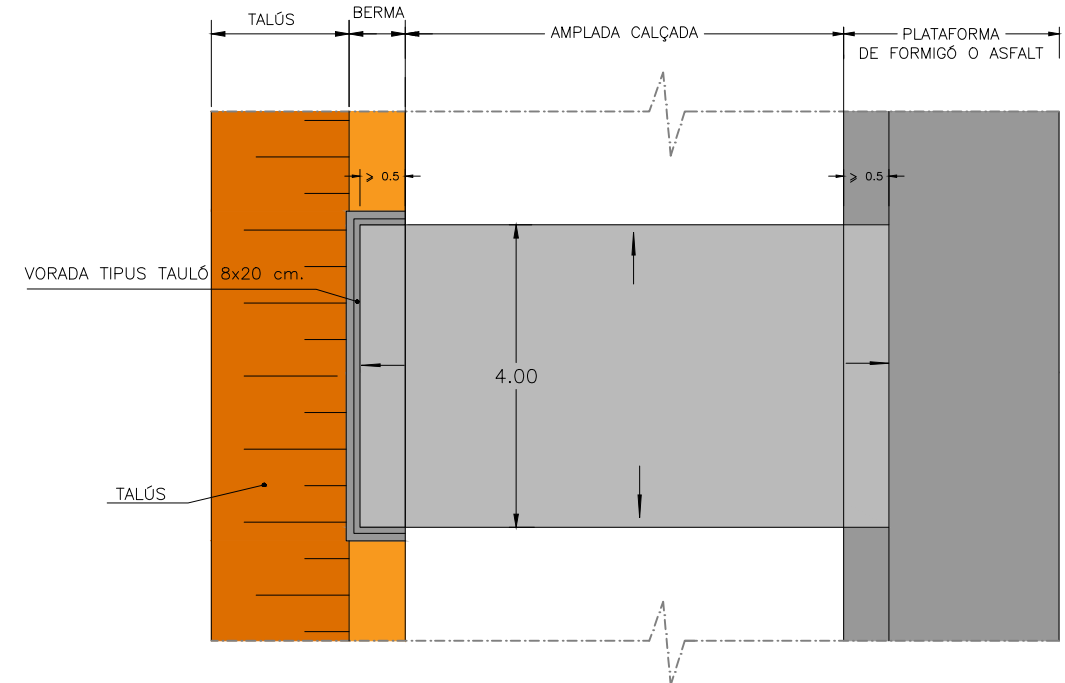 TALÚS
BERMA
AMPLADA CALÇADA
PLATAFORMA
DE FORMIGÓ O ASFALT
⩾ 0.5
⩾ 0.5
VORADA TIPUS TAULÓ 8x20 cm.
4.00
TALÚS